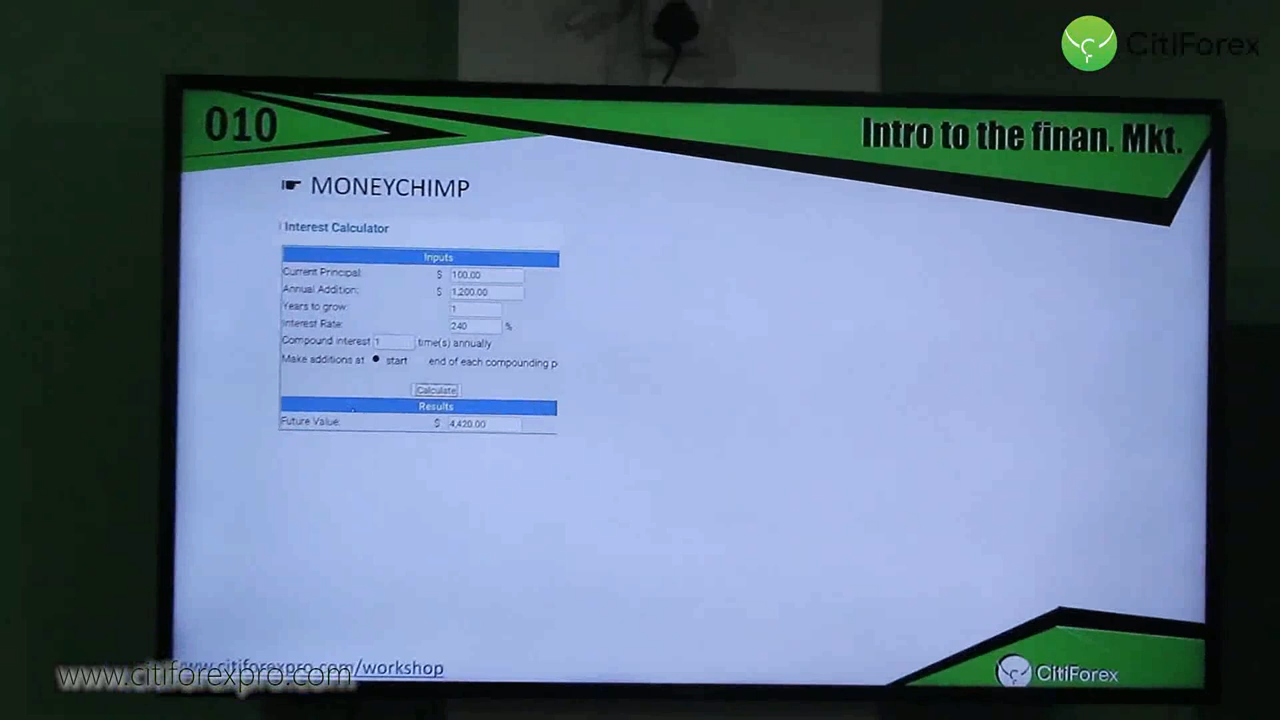 CitiForex
010
Intro to the finan. Mkt.
☛ MONEYCHIMP
Interest Calculator
Inputs
Current Principal: $ 100.00
Annual Addition: $ 1,200.00
Years to grow: 1
Interest Rate: 240 %
Compound interest 1 time(s) annually
Make additions at start end of each compounding p
Calculate
Results
Future Value: $ 4,420.00
www.citiforexpro.com/workshop
www.citiforexpro.com
CitiForex